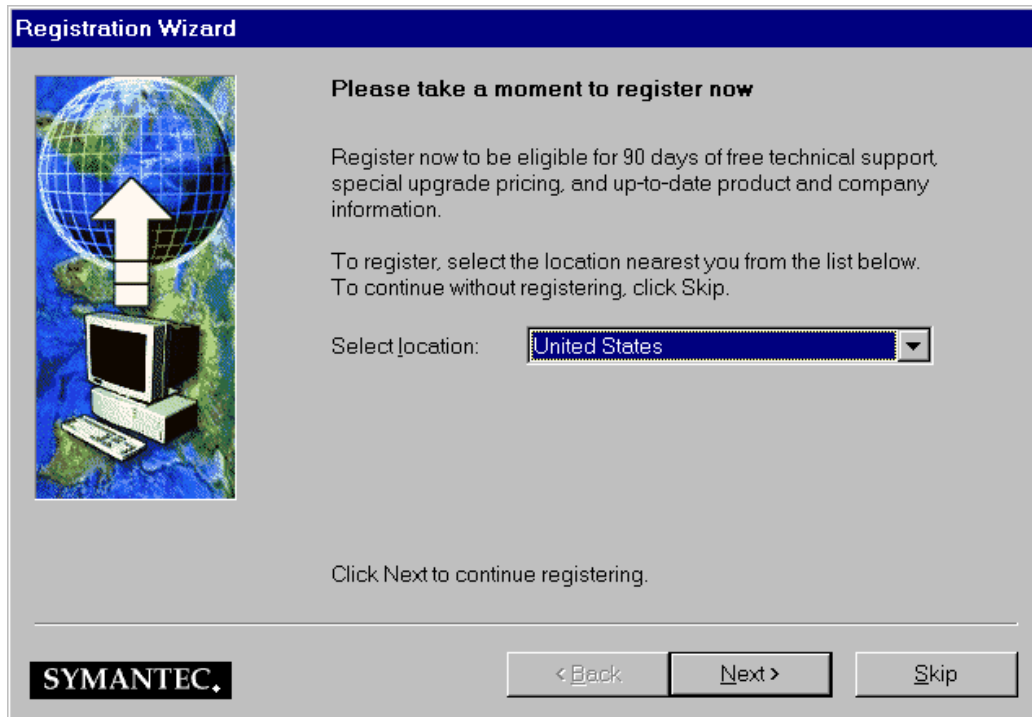 Registration Wizard
Please take a moment to register now
Register now to be eligible for 90 days of free technical support,
special upgrade pricing, and up-to-date product and company
information.
To register, select the location nearest you from the list below.
To continue without registering, click Skip.
Select location: United States
Click Next to continue registering.
SYMANTEC. < Back Next > Skip